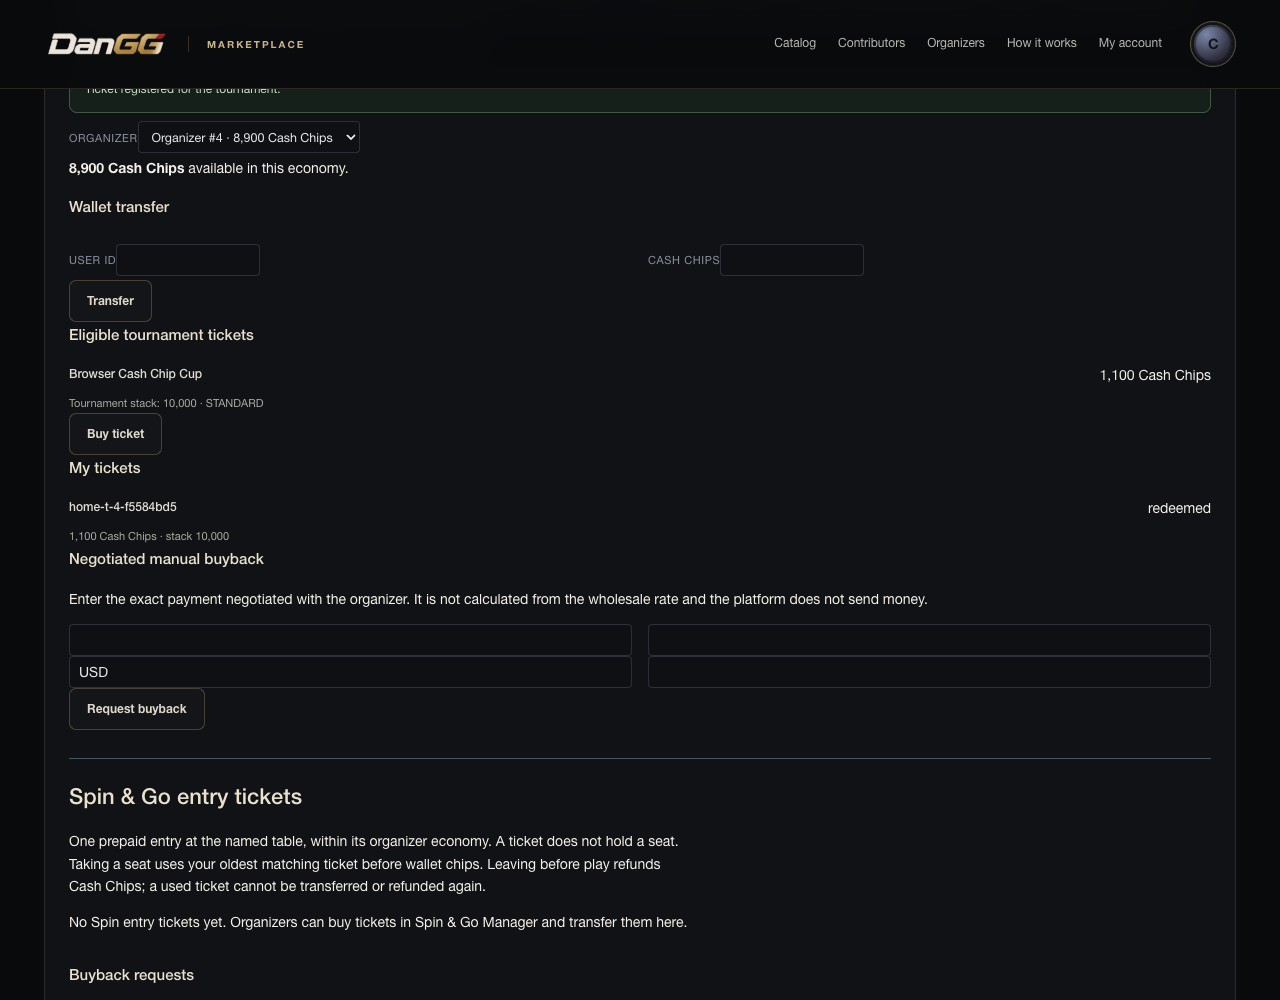 DanGG
MARKETPLACE
Catalog
Contributors
Organizers
How it works
My account
C
Ticket registered for the tournament.
ORGANIZER
Organizer #4 · 8,900 Cash Chips
8,900 Cash Chips available in this economy.
Wallet transfer
USER ID
CASH CHIPS
Transfer
Eligible tournament tickets
Browser Cash Chip Cup
1,100 Cash Chips
Tournament stack: 10,000 · STANDARD
Buy ticket
My tickets
home-t-4-f5584bd5
redeemed
1,100 Cash Chips · stack 10,000
Negotiated manual buyback
Enter the exact payment negotiated with the organizer. It is not calculated from the wholesale rate and the platform does not send money.
USD
Request buyback
Spin & Go entry tickets
One prepaid entry at the named table, within its organizer economy. A ticket does not hold a seat.
Taking a seat uses your oldest matching ticket before wallet chips. Leaving before play refunds
Cash Chips; a used ticket cannot be transferred or refunded again.
No Spin entry tickets yet. Organizers can buy tickets in Spin & Go Manager and transfer them here.
Buyback requests